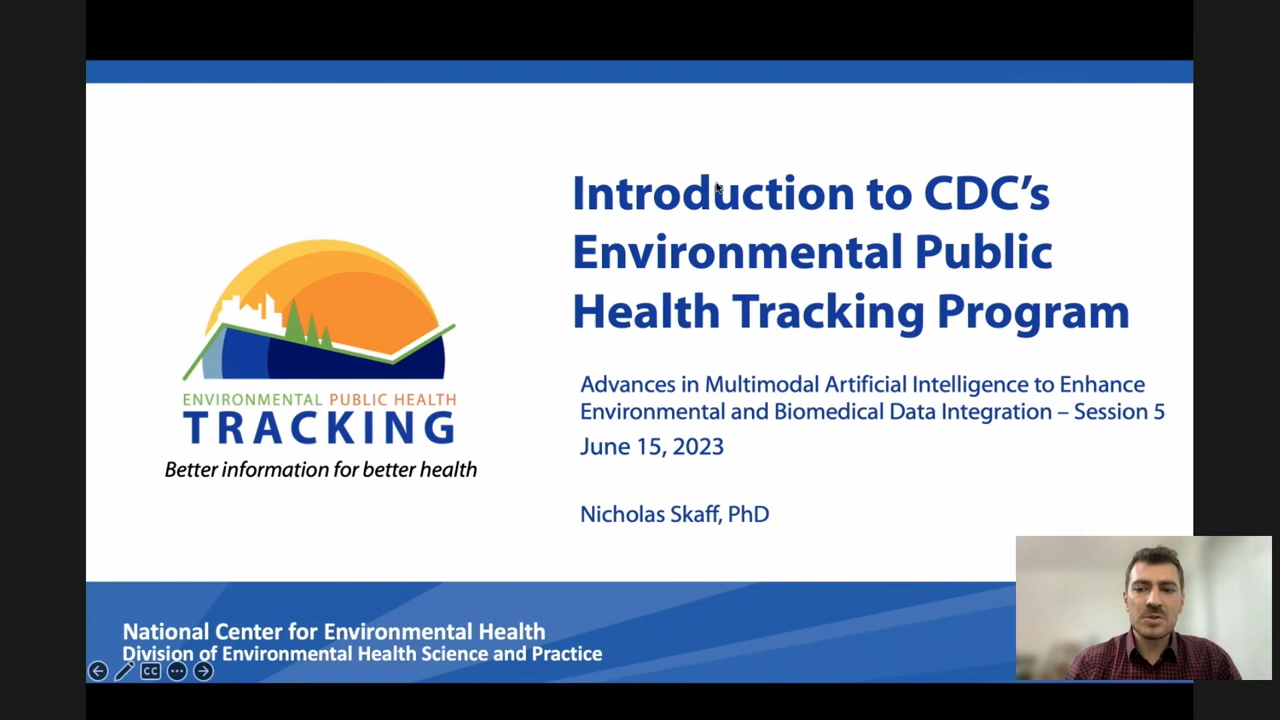 Introduction to CDC’s
Environmental Public
Health Tracking Program
Advances in Multimodal Artificial Intelligence to Enhance
Environmental and Biomedical Data Integration – Session 5
June 15, 2023
Nicholas Skaff, PhD
ENVIRONMENTAL PUBLIC HEALTH
TRACKING
Better information for better health
National Center for Environmental Health
Division of Environmental Health Science and Practice
CC